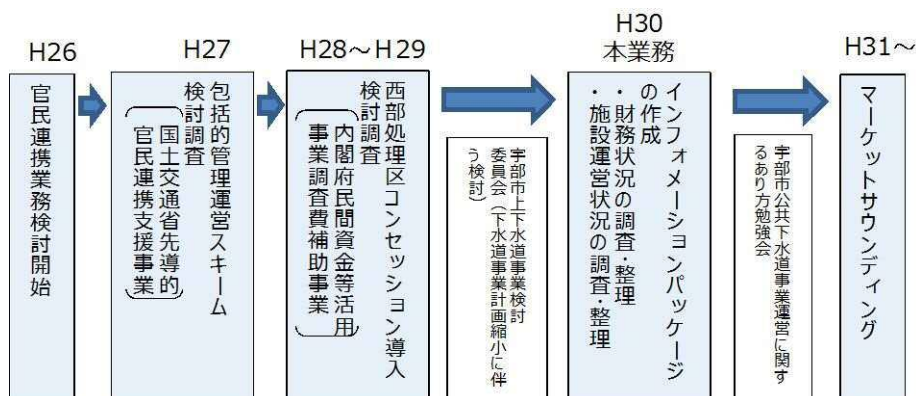 H26
官民連携業務検討開始
H27
包括的管理運営スキーム
検討調査
国土交通省先導的
官民連携支援事業
H28～H29
西部処理区コンセッション導入
検討調査
内閣府民間資金等活用
事業調査費補助事業
宇部市上下水道事業検討
委員会（下水道事業計画縮小に伴
う検討）
H30
本業務
インフォメーションパッケージ
の作成
・財務状況の調査・整理
・施設運営状況の調査・整理
宇部市公共下水道事業運営に関す
るあり方勉強会
H31～
マーケットサウンディング